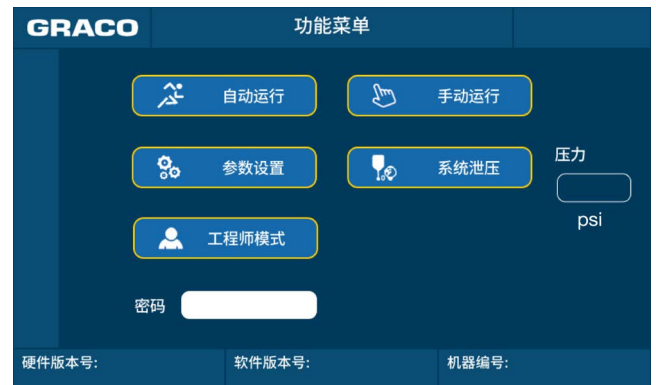 GRACO 功能菜单
自动运行 手动运行
参数设置 系统泄压 压力
psi
工程师模式
密码
硬件版本号: 软件版本号: 机器编号: